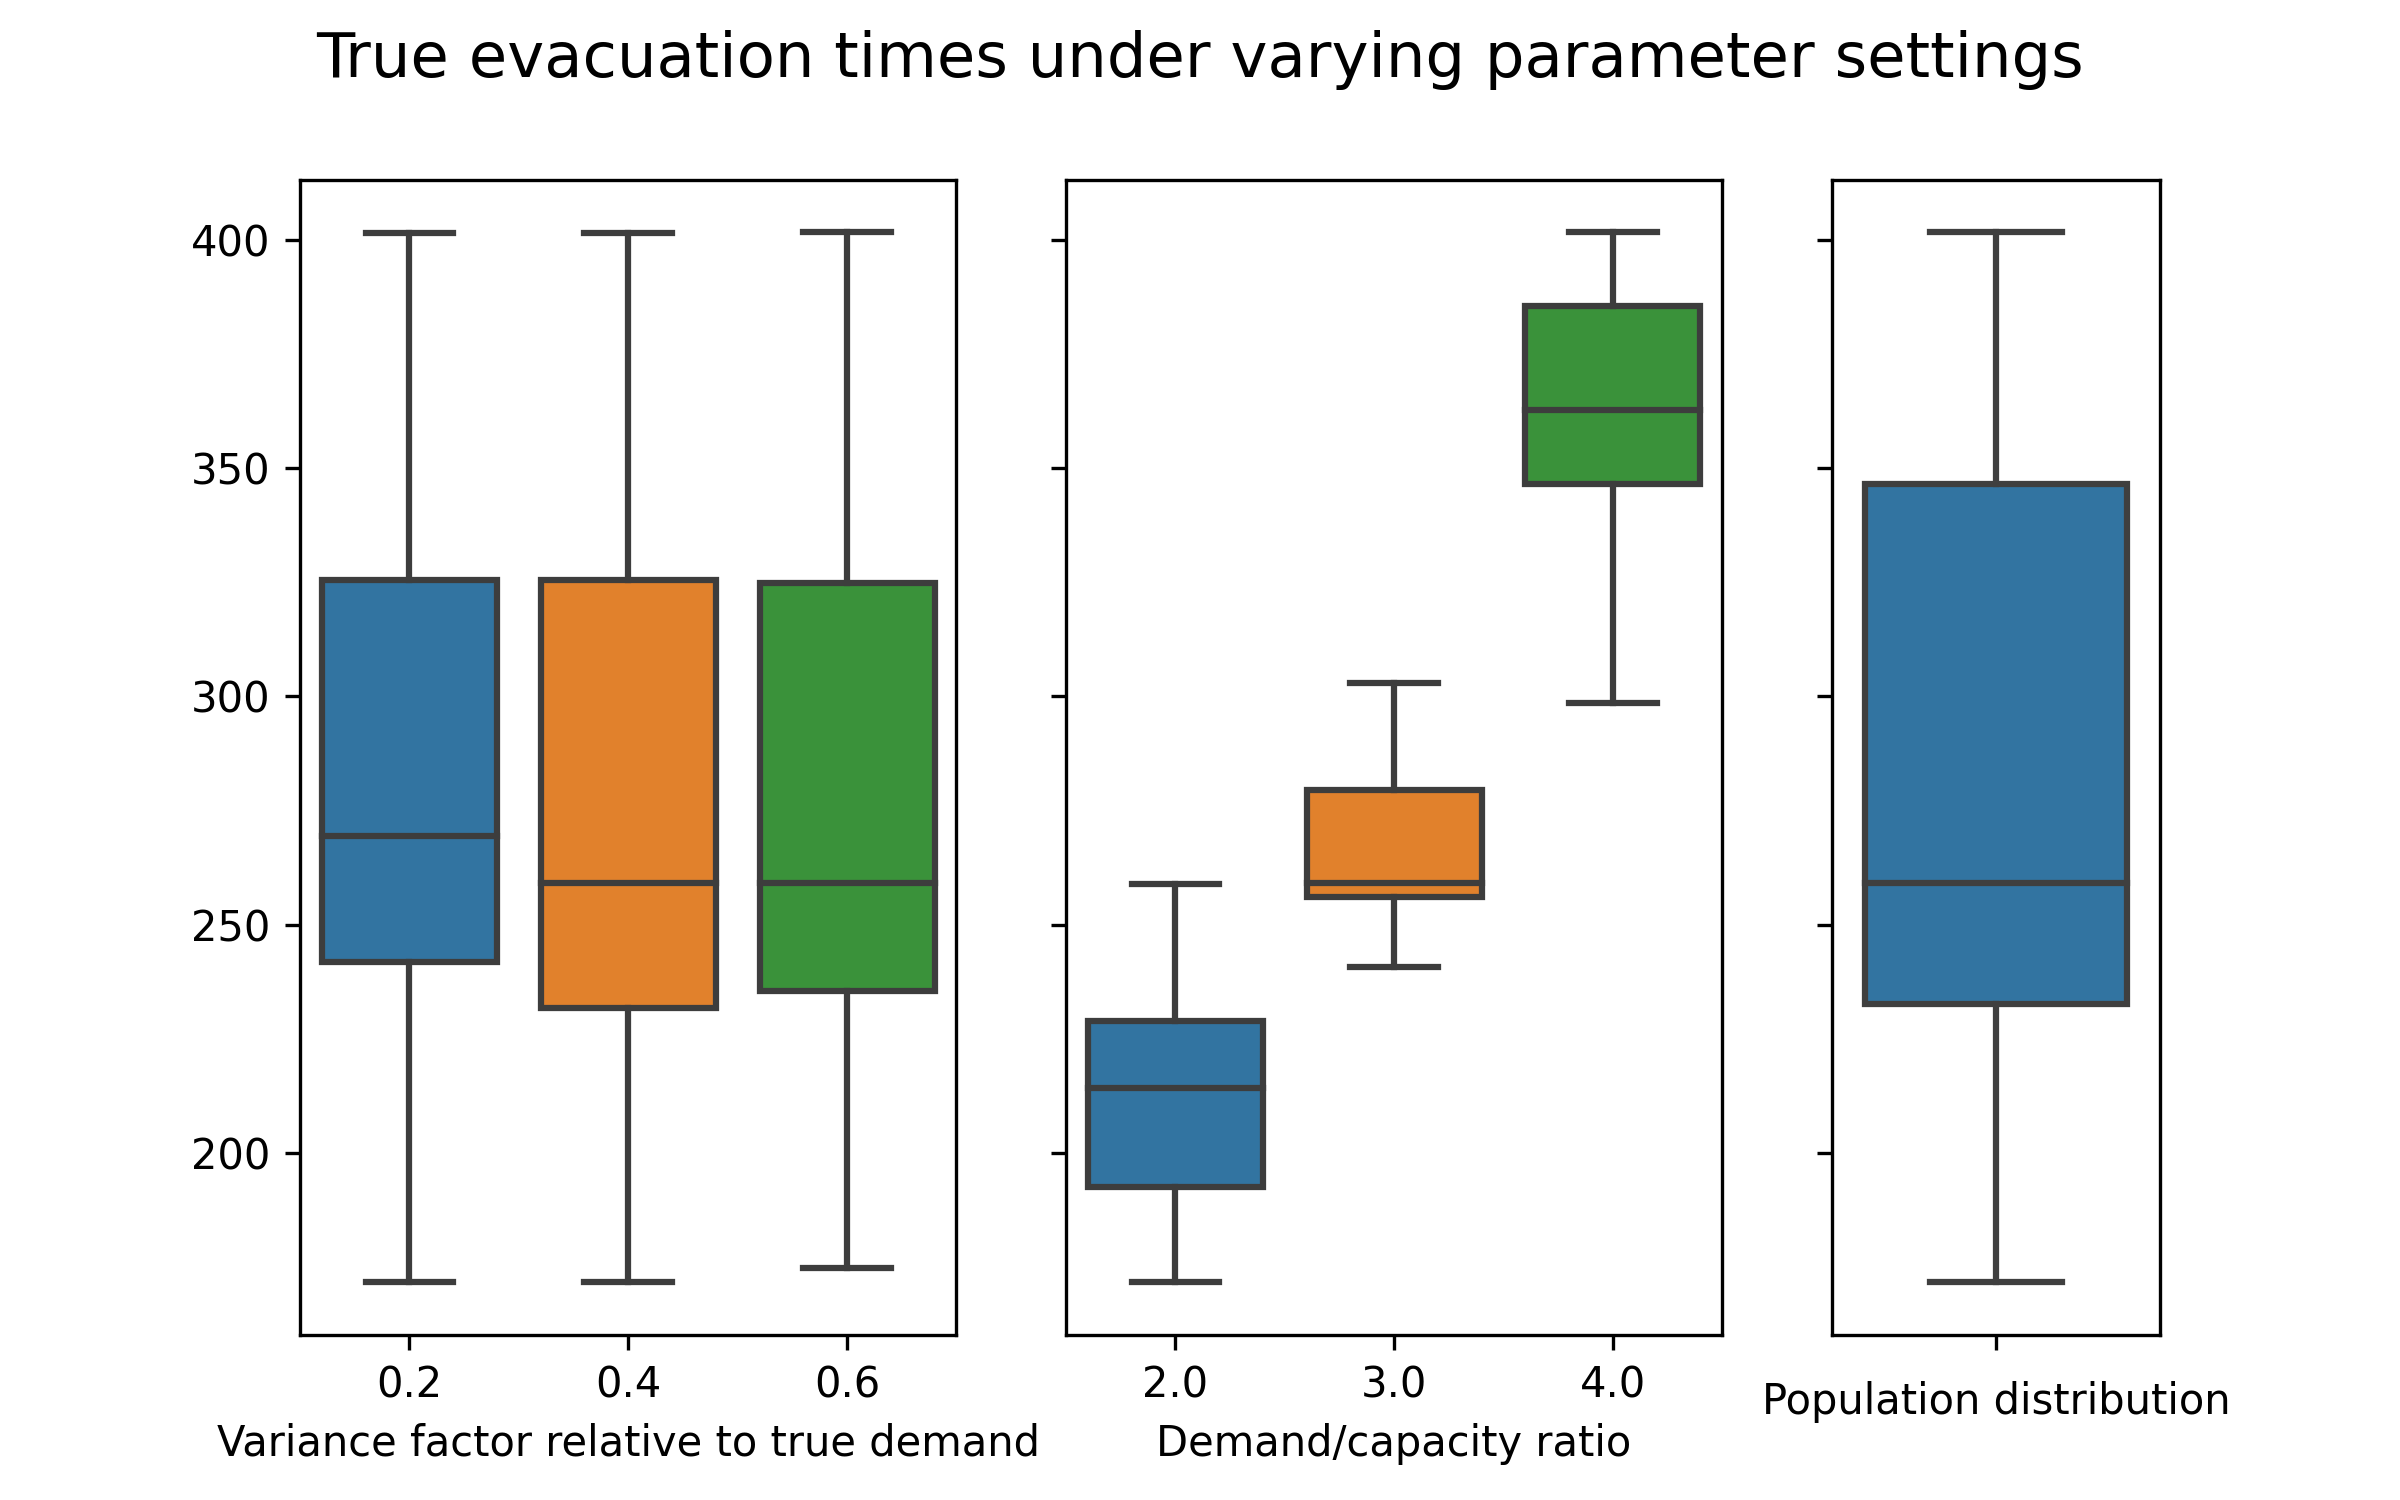 True evacuation times under varying parameter settings
400
350
300
250
200
0.2 0.4 0.6
Variance factor relative to true demand
2.0 3.0 4.0
Demand/capacity ratio
Population distribution